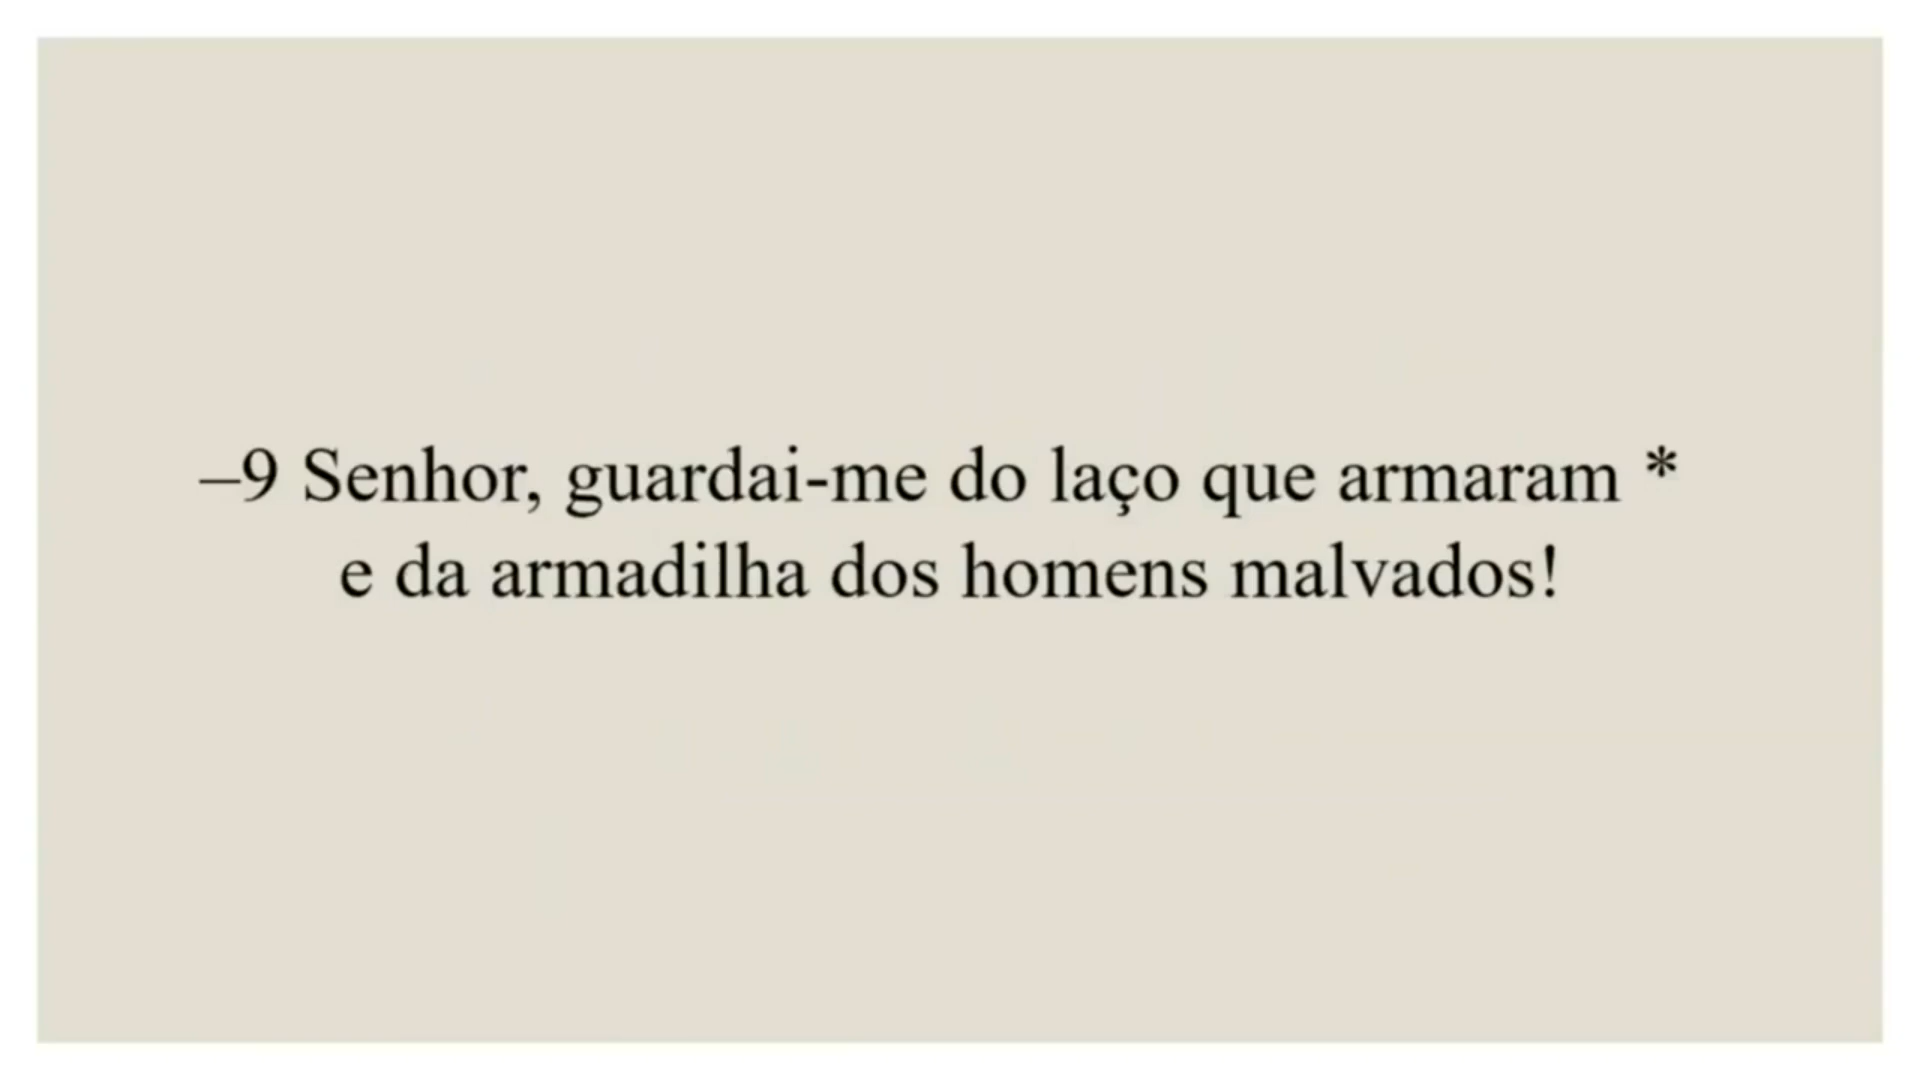 –9 Senhor, guardai-me do laço que armaram *
e da armadilha dos homens malvados!